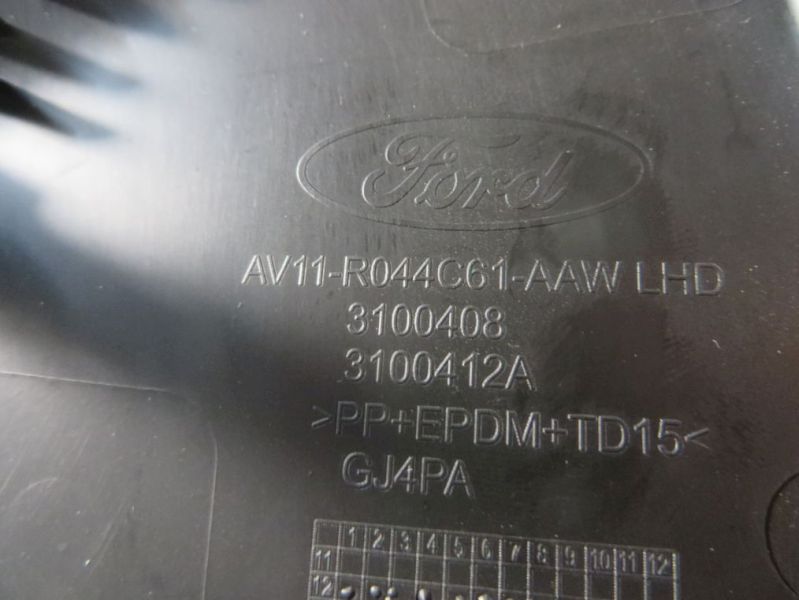 Ford
AV11-R044C61-AAW LHD
3100408
3100412A
>PP+EPDM+TD15<
GJ4PA
1 2 3 4 5 6 7 8 9 10 11 12
11
12